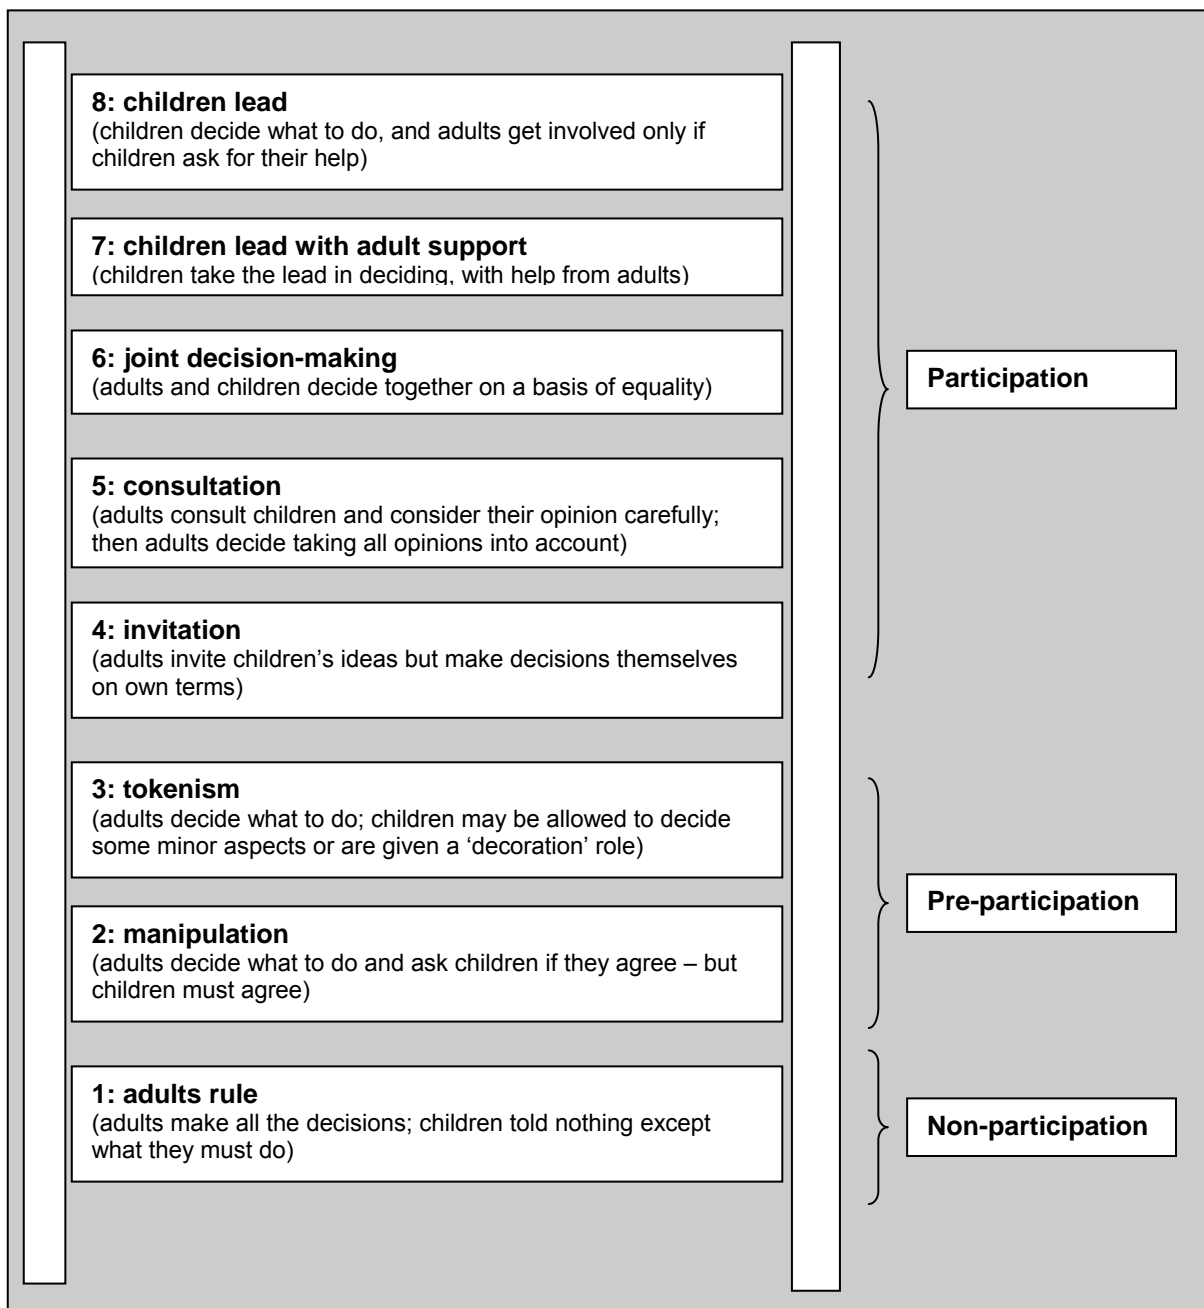 8: children lead
(children decide what to do, and adults get involved only if
children ask for their help)
7: children lead with adult support
(children take the lead in deciding, with help from adults)
6: joint decision-making
(adults and children decide together on a basis of equality)
Participation
5: consultation
(adults consult children and consider their opinion carefully;
then adults decide taking all opinions into account)
4: invitation
(adults invite children’s ideas but make decisions themselves
on own terms)
3: tokenism
(adults decide what to do; children may be allowed to decide
some minor aspects or are given a ‘decoration’ role)
Pre-participation
2: manipulation
(adults decide what to do and ask children if they agree – but
children must agree)
1: adults rule
(adults make all the decisions; children told nothing except
what they must do)
Non-participation